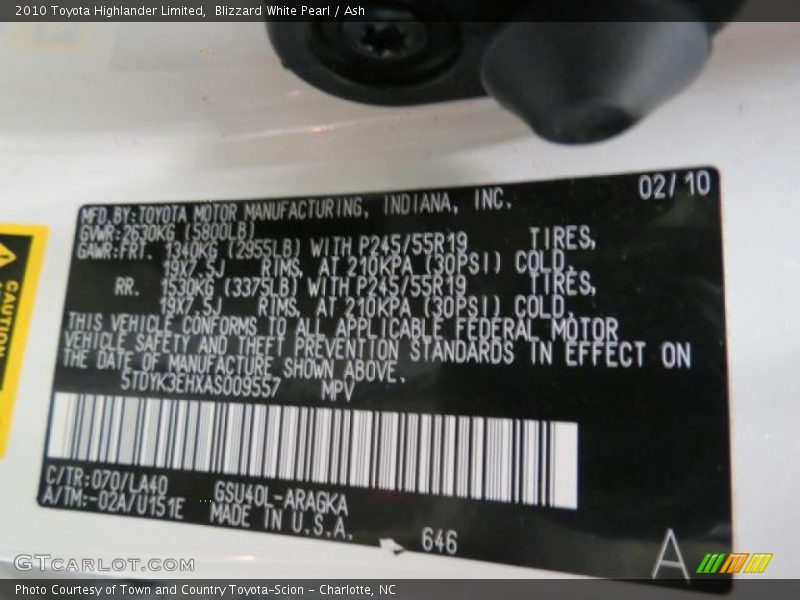 2010 Toyota Highlander Limited, Blizzard White Pearl / Ash
02/10
MFD. BY: TOYOTA MOTOR MANUFACTURING, INDIANA, INC.
GVWR: 2630KG (5800LB)
GAWR: FRT. 1340KG (2955LB) WITH P245/55R19 TIRES,
19X7.5J RIMS, AT 210KPA (30PSI) COLD.
RR. 1530KG (3375LB) WITH P245/55R19 TIRES,
19X7.5J RIMS, AT 210KPA (30PSI) COLD.
THIS VEHICLE CONFORMS TO ALL APPLICABLE FEDERAL MOTOR
VEHICLE SAFETY AND THEFT PREVENTION STANDARDS IN EFFECT ON
THE DATE OF MANUFACTURE SHOWN ABOVE.
5TDYK3EHXAS009557 MPV
C/TR: 070/LA40 GSU40L-ARAGKA
A/TM: -02A/U151E MADE IN U.S.A.
646
A
CAUTION
GTCarlot.com
Photo Courtesy of Town and Country Toyota-Scion - Charlotte, NC